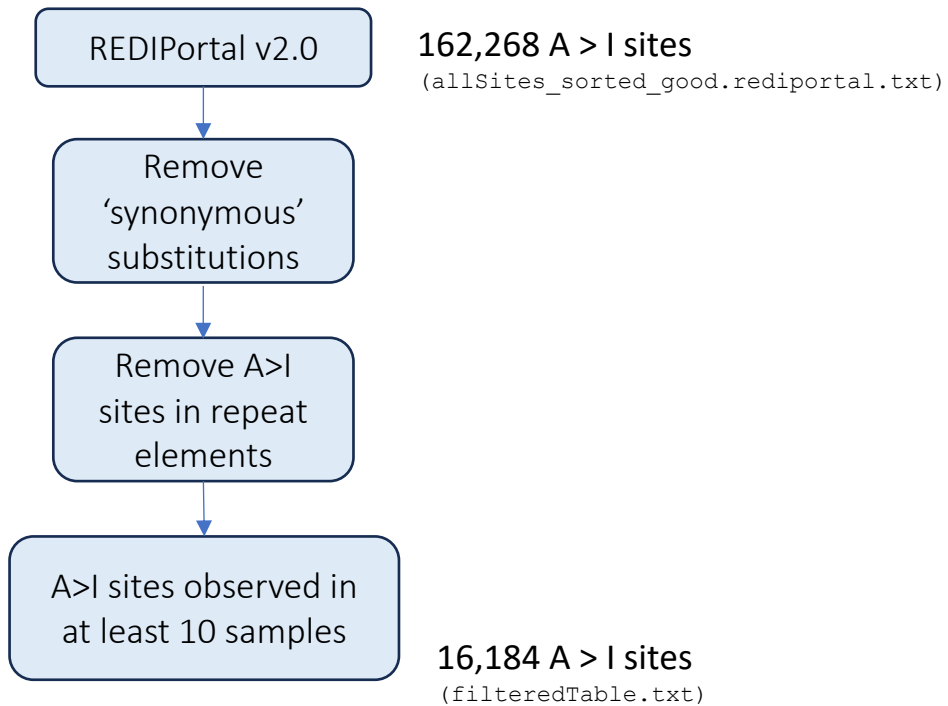 REDIPortal v2.0
162,268 A > I sites
(allSites_sorted_good.rediportal.txt)
Remove
‘synonymous’
substitutions
Remove A>I
sites in repeat
elements
A>I sites observed in
at least 10 samples
16,184 A > I sites
(filteredTable.txt)